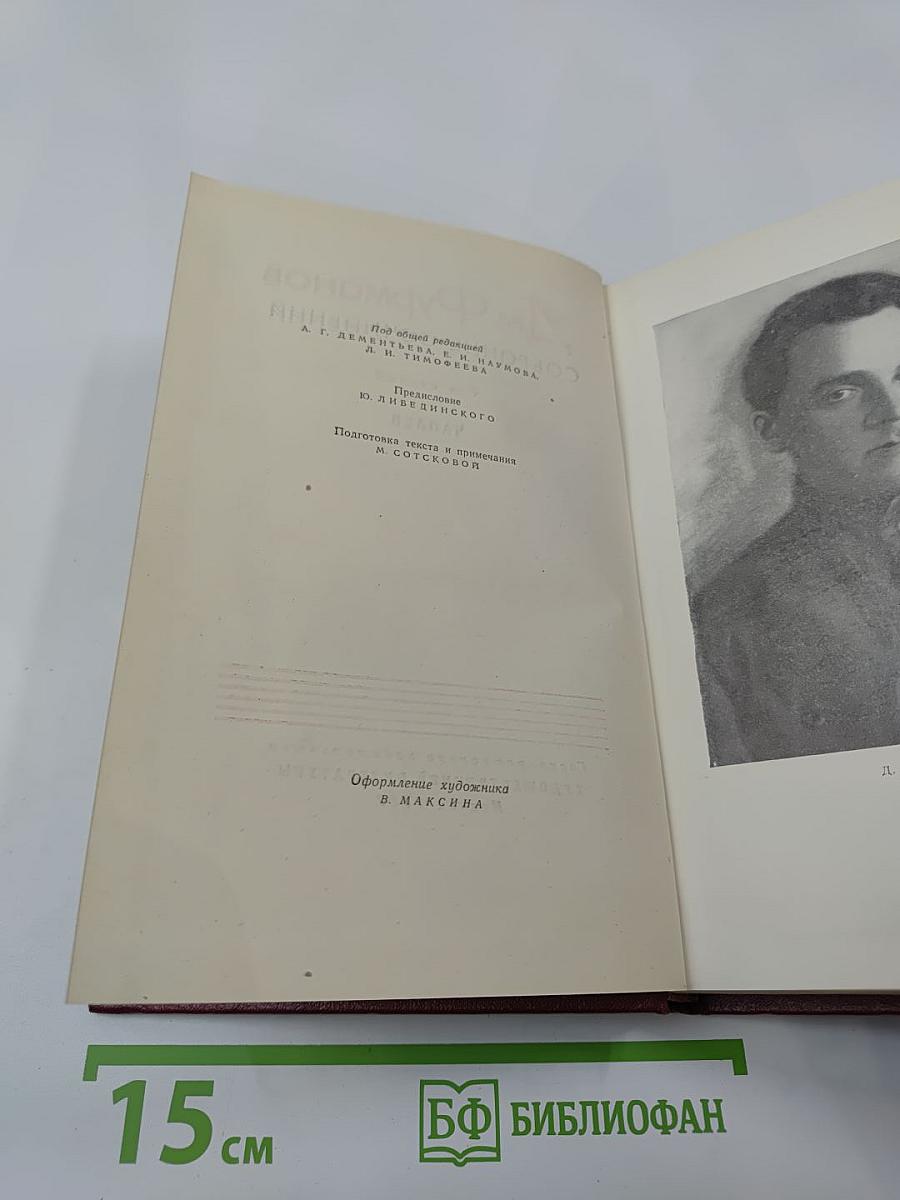 Под общей редакцией
А. Г. ДЕМЕНТЬЕВА, Е. И. НАУМОВА,
Л. И. ТИМОФЕЕВА
Предисловие
Ю. ЛИБЕДИНСКОГО
Подготовка текста и примечания
М. СОТСКОВОЙ
Оформление художника
В. МАКСИНА
Д.
15 см
БФ БИБЛИОФАН